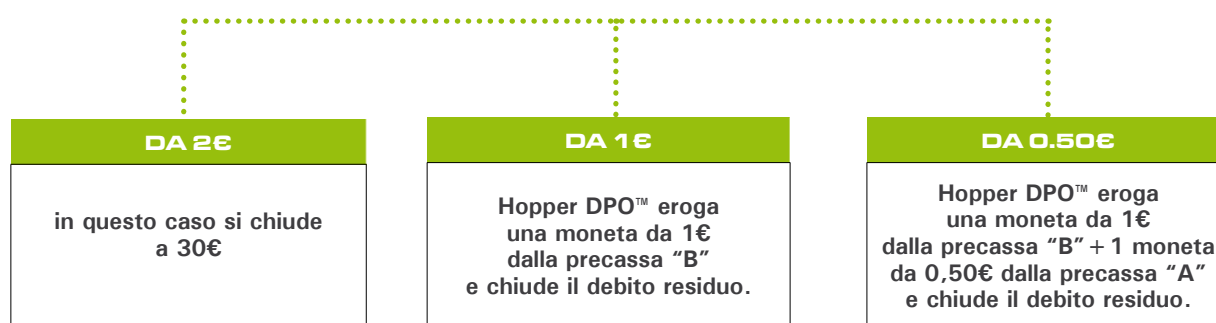 DA 2€
in questo caso si chiude
a 30€
DA 1€
Hopper DPO™ eroga
una moneta da 1€
dalla precassa “B”
e chiude il debito residuo.
DA 0.50€
Hopper DPO™ eroga
una moneta da 1€
dalla precassa “B” + 1 moneta
da 0,50€ dalla precassa “A”
e chiude il debito residuo.